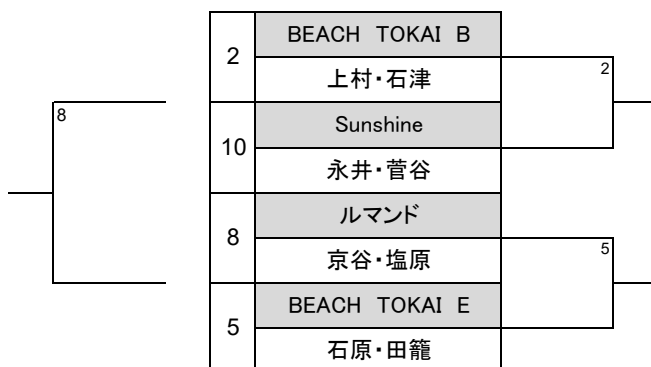 2
BEACH TOKAI B
上村・石津
2
8
10
Sunshine
永井・菅谷
8
ルマンド
京谷・塩原
5
5
BEACH TOKAI E
石原・田籠